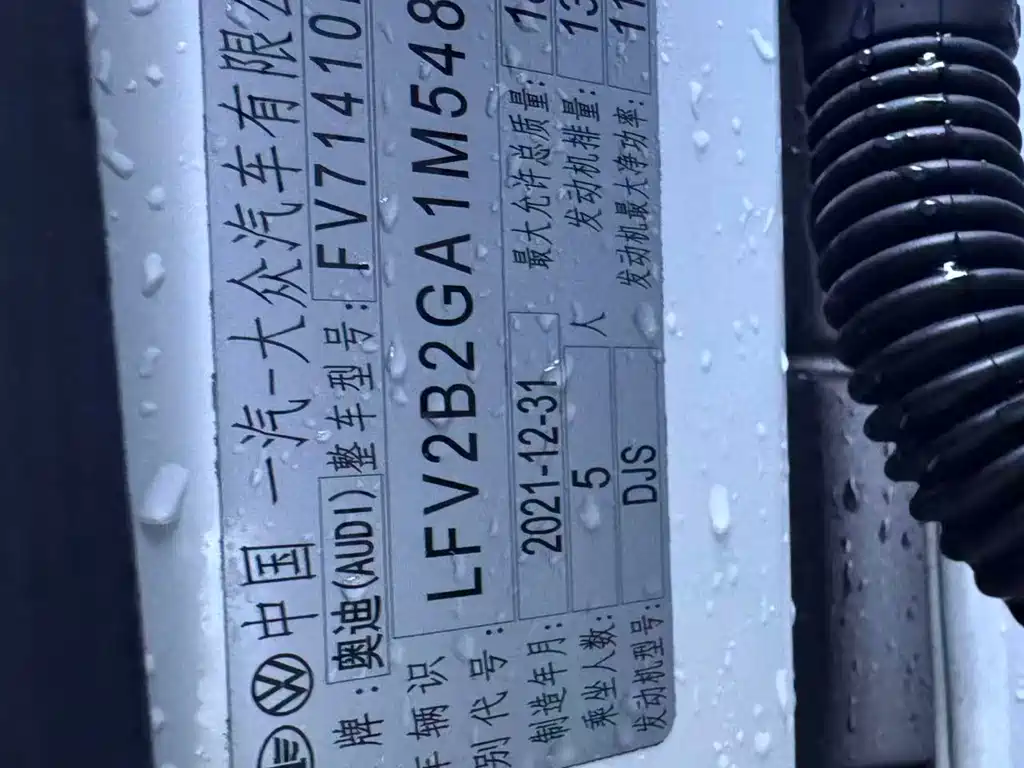 中国 一汽-大众汽车有限公
牌：奥迪(AUDI) 整车型号：FV7140
车辆识
别代号：
LFV2B2GA1M548
制造年月：2021-12-31 最大允许总质量：
乘坐人数：5 人 发动机排量：13
发动机型号：DJS 发动机最大净功率：11